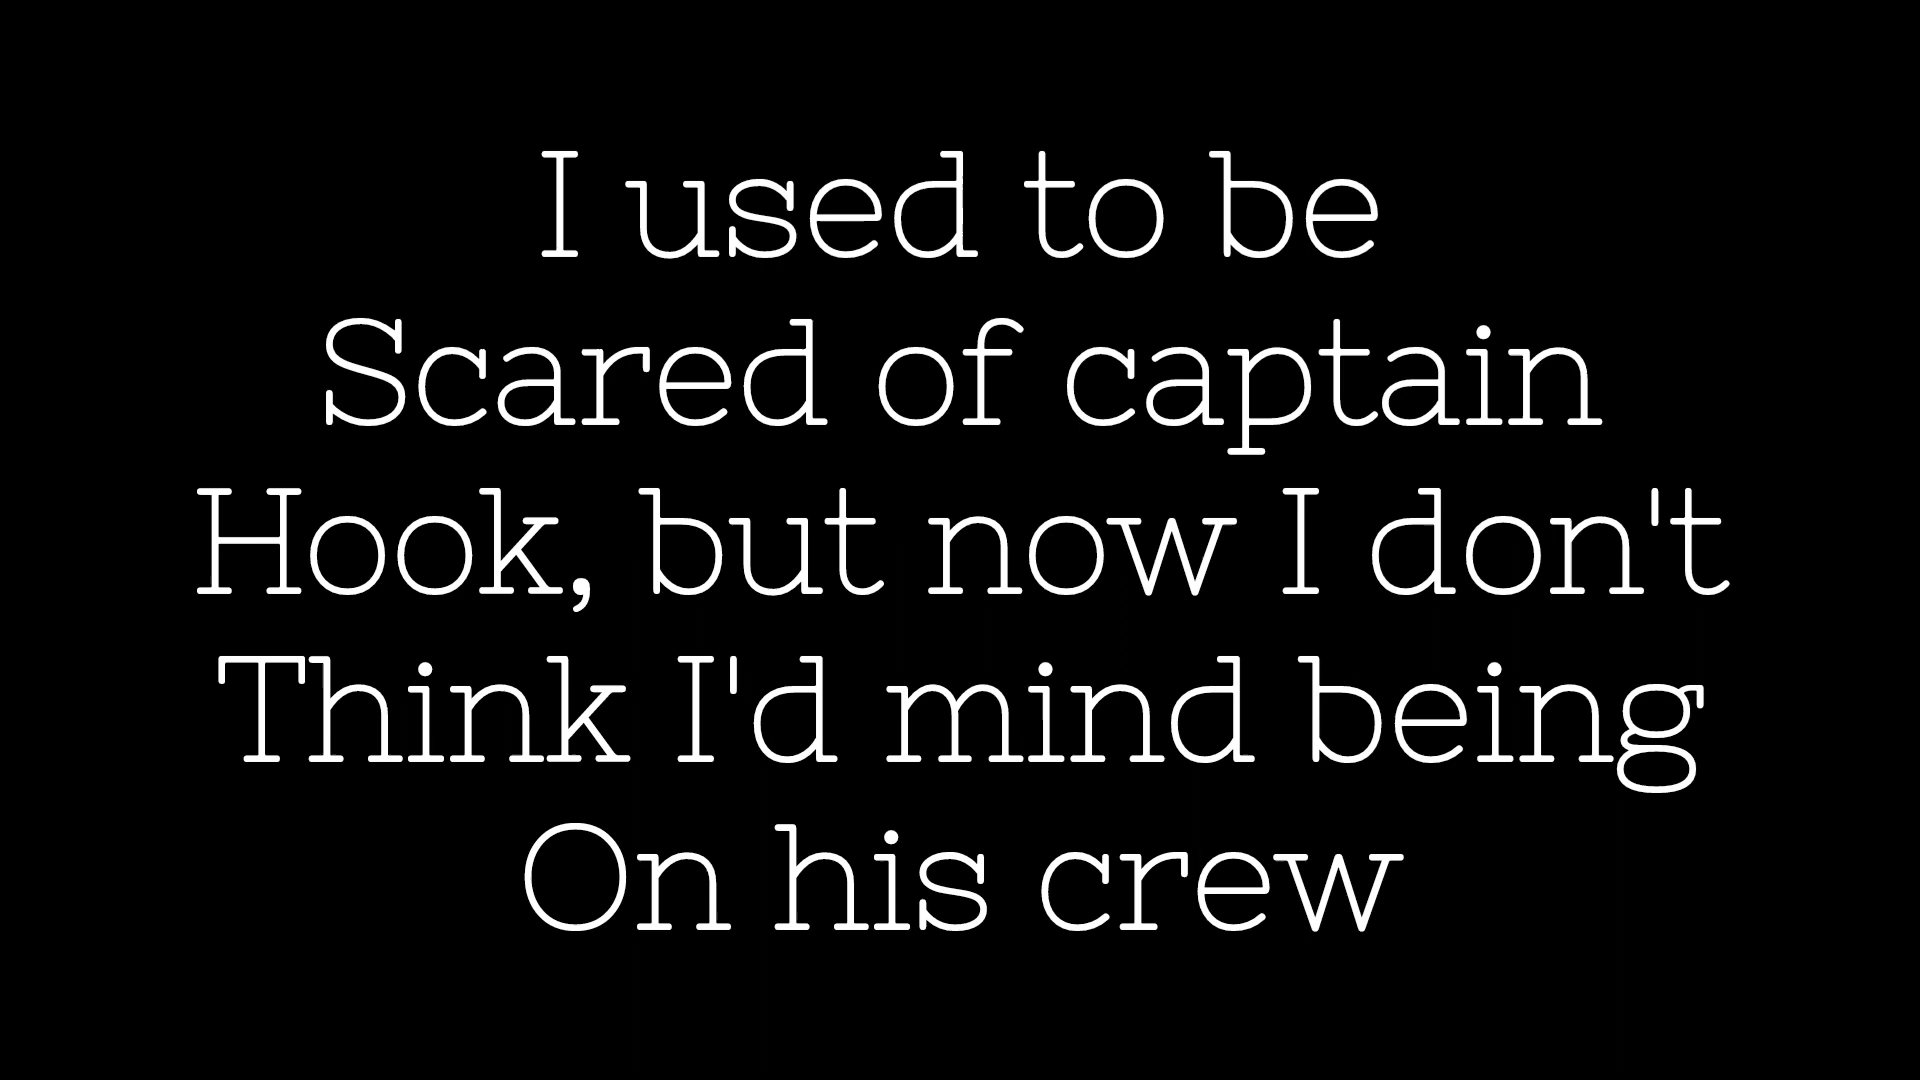 I used to be
Scared of captain
Hook, but now I don't
Think I'd mind being
On his crew